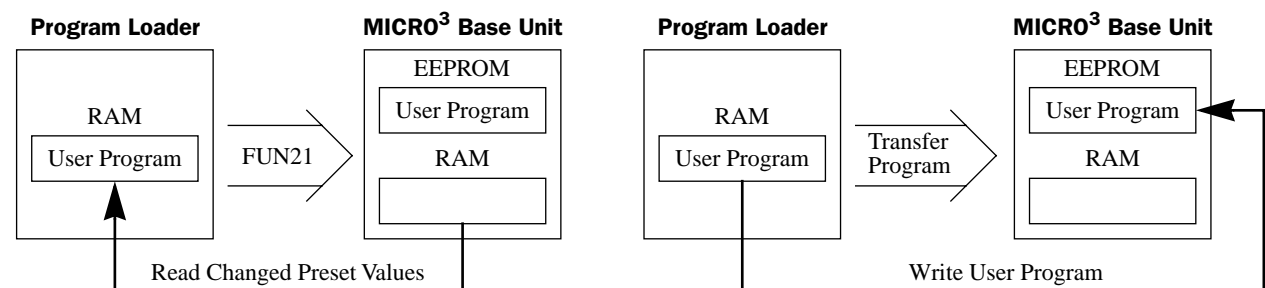 Program Loader
MICRO³ Base Unit
RAM
User Program
FUN21
EEPROM
User Program
RAM
Read Changed Preset Values
Program Loader
MICRO³ Base Unit
RAM
User Program
Transfer
Program
EEPROM
User Program
RAM
Write User Program